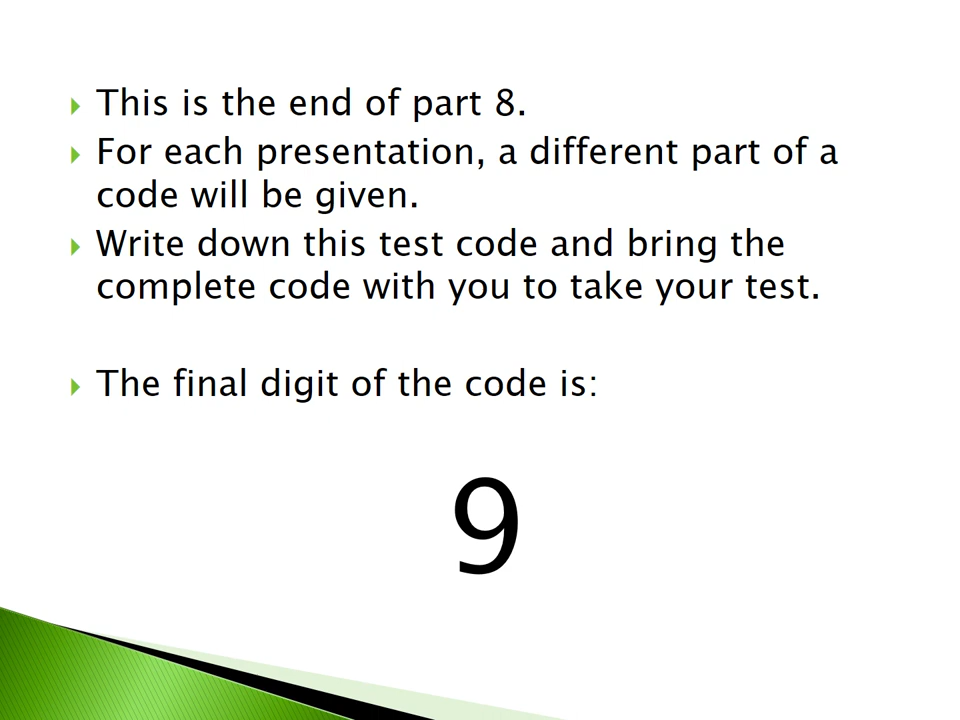 This is the end of part 8.
For each presentation, a different part of a
code will be given.
Write down this test code and bring the
complete code with you to take your test.
The final digit of the code is:
9